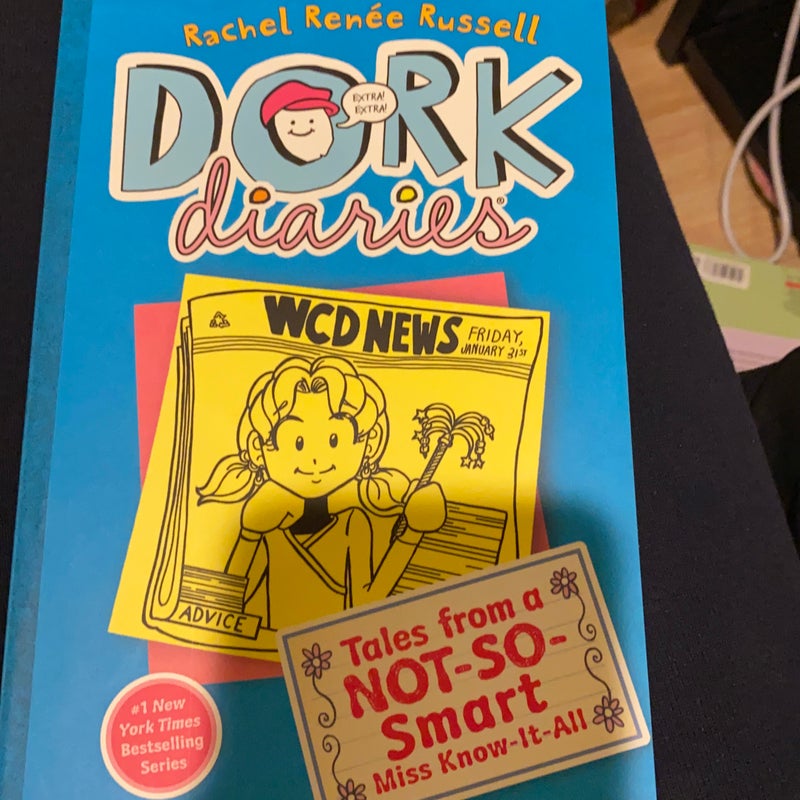 Rachel Renée Russell
DORK
EXTRA!
EXTRA!
diaries®
WCD NEWS
FRIDAY,
JANUARY 31ST
ADVICE
Tales from a
NOT-SO-
Smart
Miss Know-It-All
#1 New
York Times
Bestselling
Series